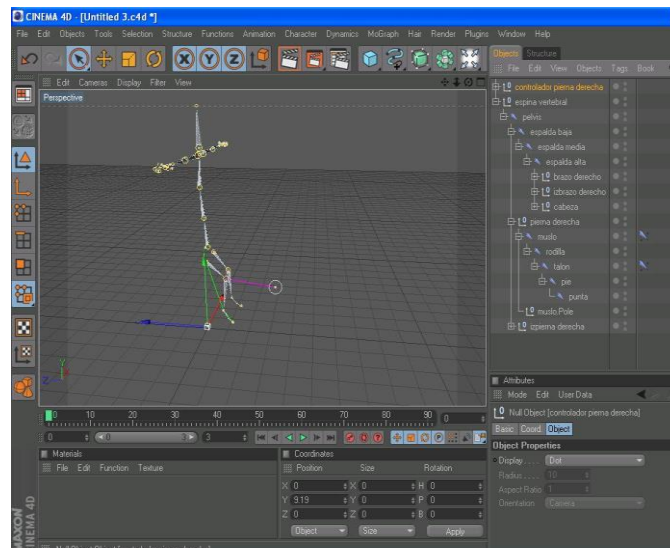 CINEMA 4D - [Untitled 3.c4d *]
File Edit Objects Tools Selection Structure Functions Animation Character Dynamics MoGraph Hair Render Plugins Window Help
Objects Structure
File Edit View Objects Tags Book
Edit Cameras Display Filter View
Perspective
controlador pierna derecha
espina vertebral
pelvis
espalda baja
espalda media
espalda alta
brazo derecho
izbrazo derecho
cabeza
pierna derecha
muslo
rodilla
talon
pie
punta
muslo.Pole
izpierna derecha
X Y Z
Y
Z
0 10 20 30 40 50 60 70 80 90 0
0 0 3 3
Attributes
Mode Edit User Data
Null Object [controlador pierna derecha]
Basic Coord. Object
Object Properties
Display Dot
Radius 10
Aspect Ratio 1
Orientation Camera
Materials
File Edit Function Texture
Coordinates
Position Size Rotation
X 0 X 0 H 0
Y 9.19 Y 0 P 0
Z 0 Z 0 B 0
Object Size Apply
MAXON
CINEMA 4D